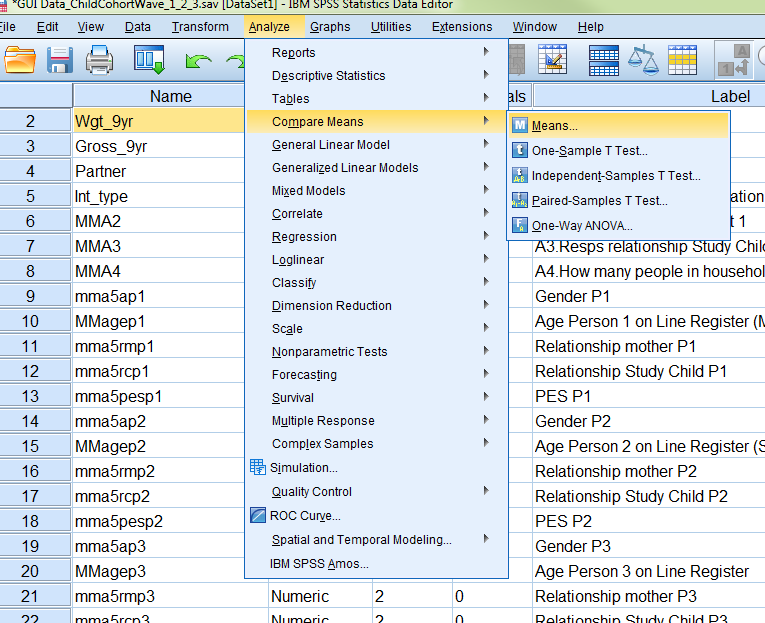 *GUI Data_ChildCohortWave_1_2_3.sav [DataSet1] - IBM SPSS Statistics Data Editor
File Edit View Data Transform Analyze Graphs Utilities Extensions Window Help
Name als Label
Reports
Descriptive Statistics
Tables
Compare Means
General Linear Model
Generalized Linear Models
Mixed Models
Correlate
Regression
Loglinear
Classify
Dimension Reduction
Scale
Nonparametric Tests
Forecasting
Survival
Multiple Response
Complex Samples
Simulation...
Quality Control
ROC Curve...
Spatial and Temporal Modeling...
IBM SPSS Amos...
Means...
One-Sample T Test...
Independent-Samples T Test...
Paired-Samples T Test...
One-Way ANOVA...
2 Wgt_9yr
3 Gross_9yr
4 Partner
5 Int_type ation
6 MMA2 t 1
7 MMA3 A3.Resps relationship Study Chil
8 MMA4 A4.How many people in househol
9 mma5ap1 Gender P1
10 MMagep1 Age Person 1 on Line Register (M
11 mma5rmp1 Relationship mother P1
12 mma5rcp1 Relationship Study Child P1
13 mma5pesp1 PES P1
14 mma5ap2 Gender P2
15 MMagep2 Age Person 2 on Line Register (S
16 mma5rmp2 Relationship mother P2
17 mma5rcp2 Relationship Study Child P2
18 mma5pesp2 PES P2
19 mma5ap3 Gender P3
20 MMagep3 Age Person 3 on Line Register
21 mma5rmp3 Numeric 2 0 Relationship mother P3
22 mma5rcp3 Numeric 2 0 Relationship Study Child P3